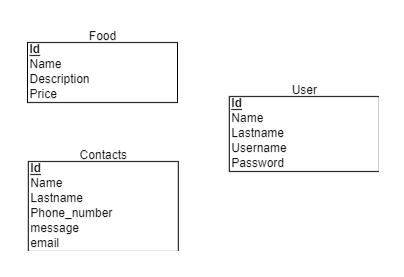 Food
Id
Name
Description
Price
User
Id
Name
Lastname
Username
Password
Contacts
Id
Name
Lastname
Phone_number
message
email